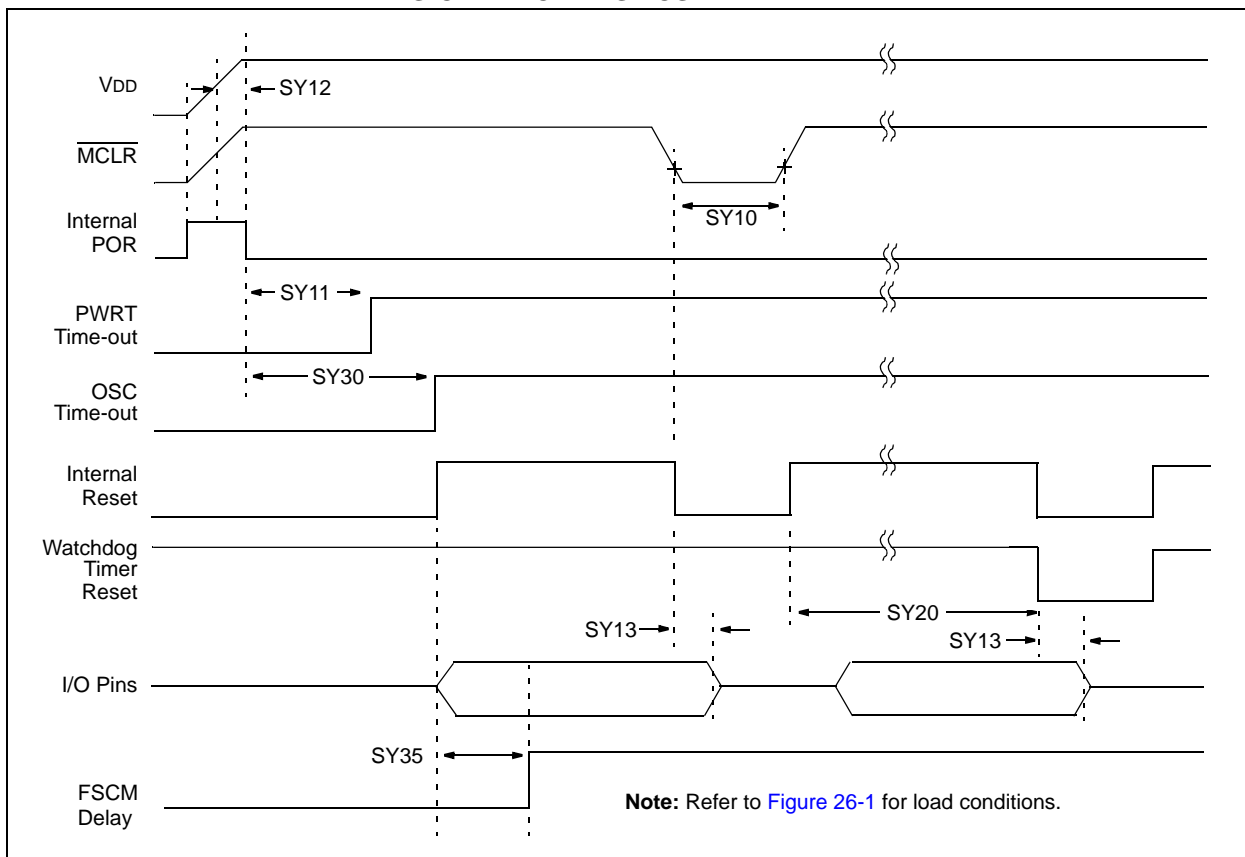 VDD
SY12
MCLR
SY10
Internal
POR
SY11
PWRT
Time-out
SY30
OSC
Time-out
Internal
Reset
Watchdog
Timer
Reset
SY20
SY13
SY13
I/O Pins
SY35
FSCM
Delay
Note: Refer to Figure 26-1 for load conditions.